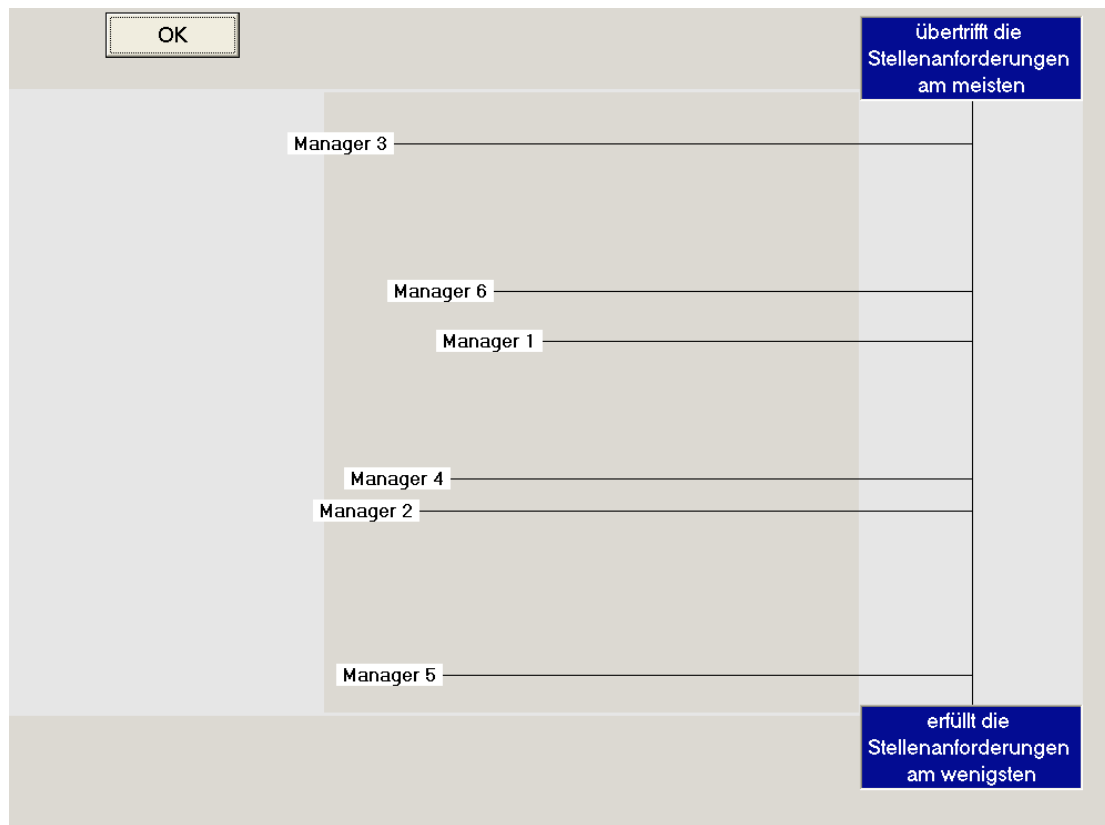 OK
übertrifft die
Stellenanforderungen
am meisten
Manager 3
Manager 6
Manager 1
Manager 4
Manager 2
Manager 5
erfüllt die
Stellenanforderungen
am wenigsten